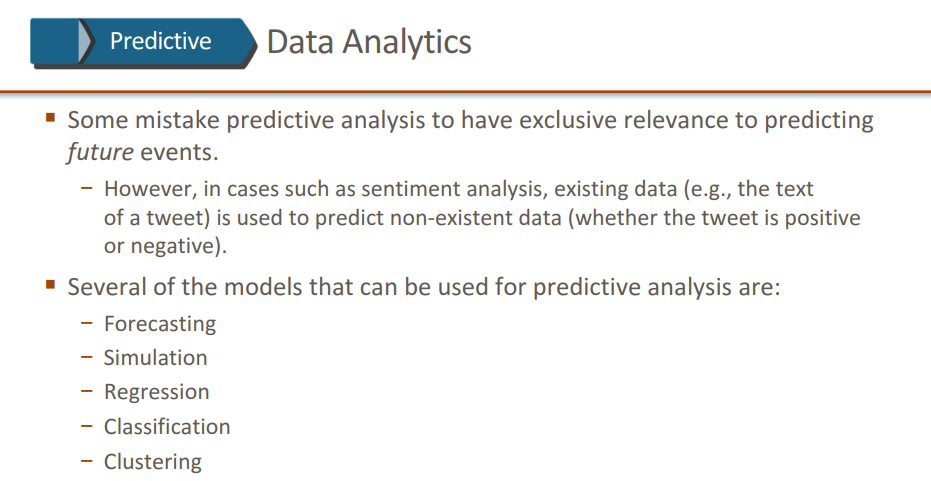 Predictive Data Analytics
▪ Some mistake predictive analysis to have exclusive relevance to predicting
future events.
– However, in cases such as sentiment analysis, existing data (e.g., the text
of a tweet) is used to predict non-existent data (whether the tweet is positive
or negative).
▪ Several of the models that can be used for predictive analysis are:
– Forecasting
– Simulation
– Regression
– Classification
– Clustering